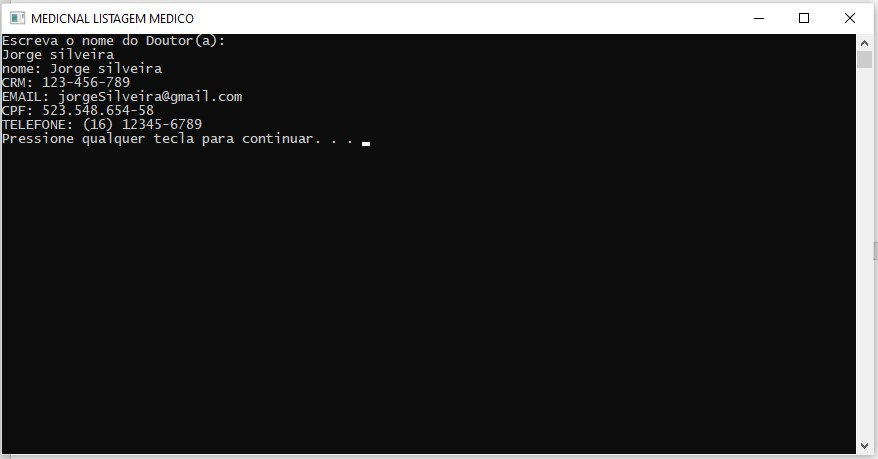 MEDICNAL LISTAGEM MEDICO
Escreva o nome do Doutor(a):
Jorge silveira
nome: Jorge silveira
CRM: 123-456-789
EMAIL: jorgeSilveira@gmail.com
CPF: 523.548.654-58
TELEFONE: (16) 12345-6789
Pressione qualquer tecla para continuar. . .